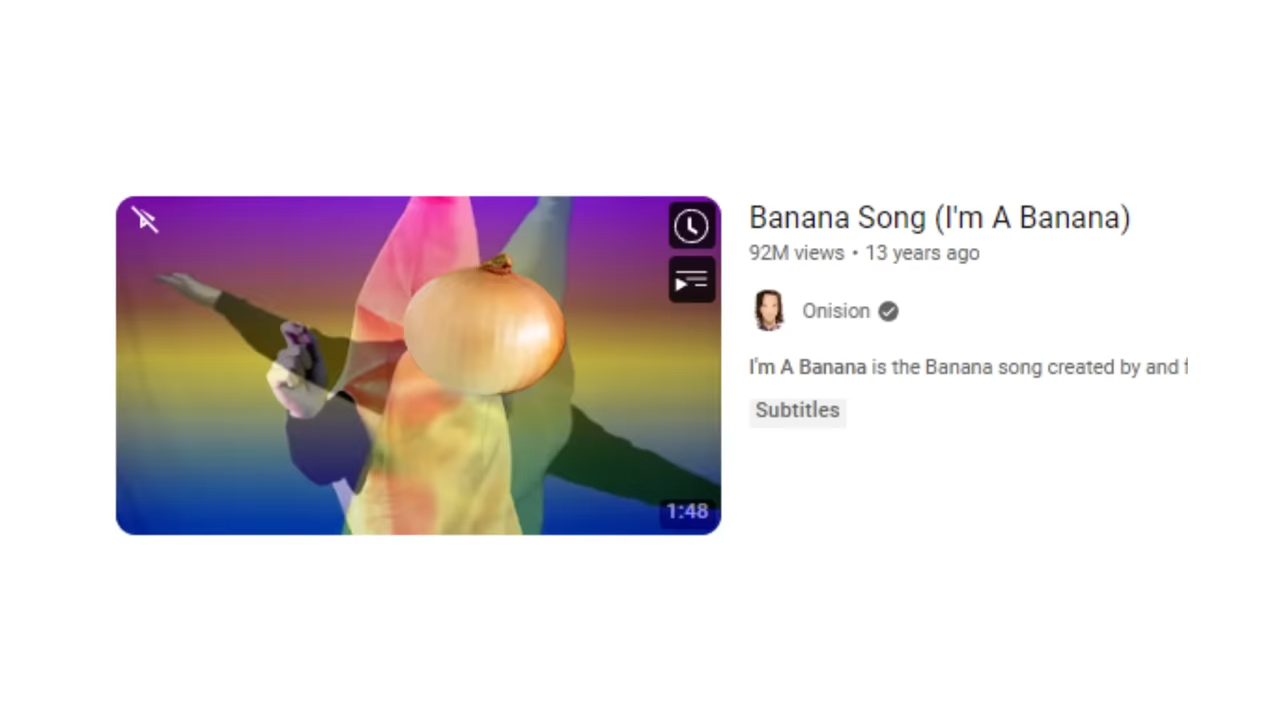 Banana Song (I'm A Banana)
92M views • 13 years ago
Onision
I'm A Banana is the Banana song created by and f
Subtitles
1:48